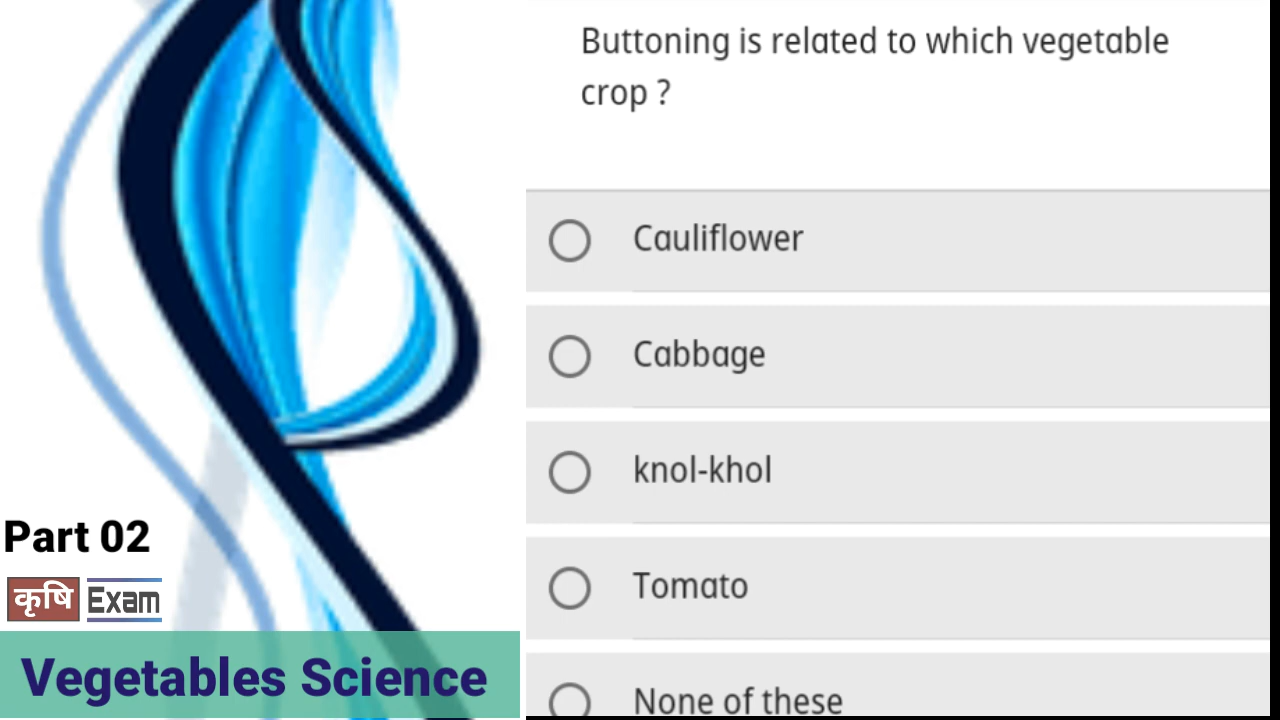 Buttoning is related to which vegetable
crop ?
Cauliflower
Cabbage
knol-khol
Tomato
None of these
Part 02
कृषि Exam
Vegetables Science